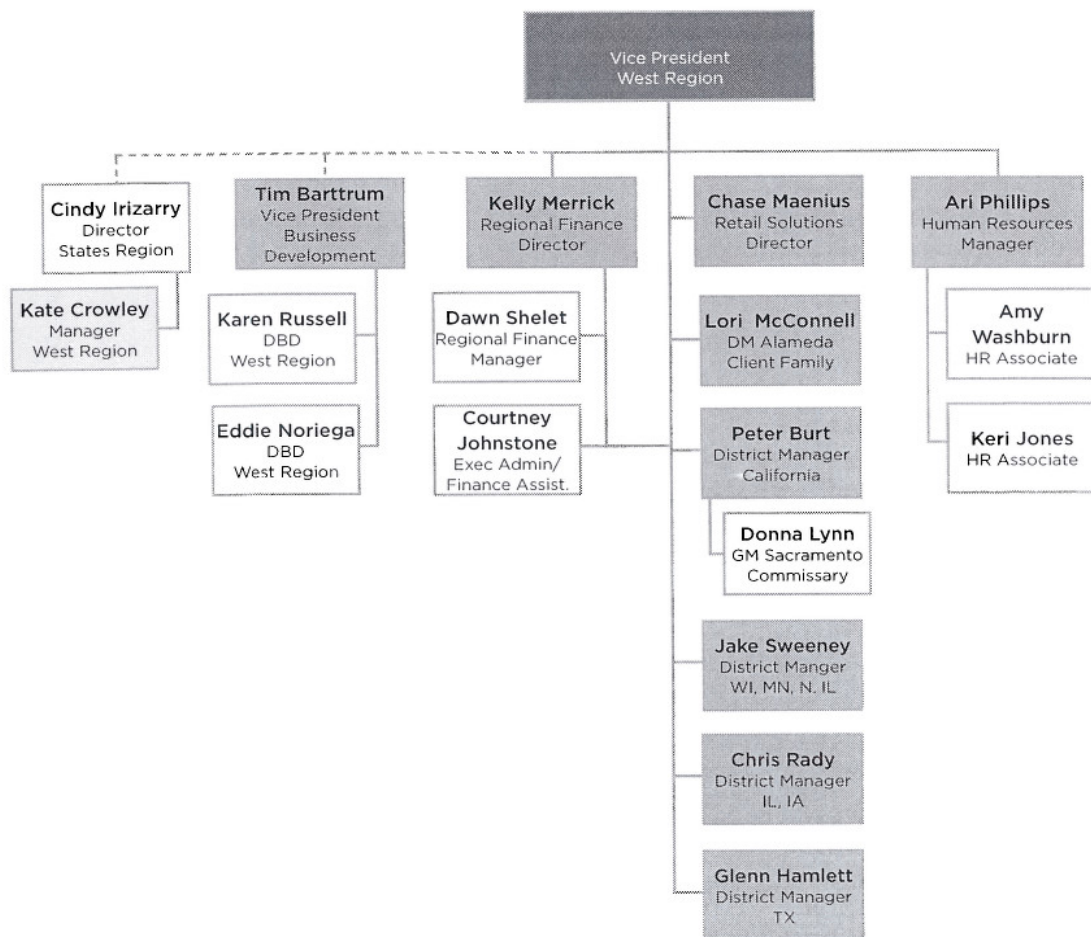 Vice President
West Region
Cindy Irizarry
Director
States Region
Kate Crowley
Manager
West Region
Tim Barttrum
Vice President
Business
Development
Karen Russell
DBD
West Region
Eddie Noriega
DBD
West Region
Kelly Merrick
Regional Finance
Director
Dawn Shelet
Regional Finance
Manager
Courtney
Johnstone
Exec Admin/
Finance Assist.
Chase Maenius
Retail Solutions
Director
Lori McConnell
DM Alameda
Client Family
Peter Burt
District Manager
California
Donna Lynn
GM Sacramento
Commissary
Jake Sweeney
District Manger
WI, MN, N. IL
Chris Rady
District Manager
IL, IA
Glenn Hamlett
District Manager
TX
Ari Phillips
Human Resources
Manager
Amy
Washburn
HR Associate
Keri Jones
HR Associate